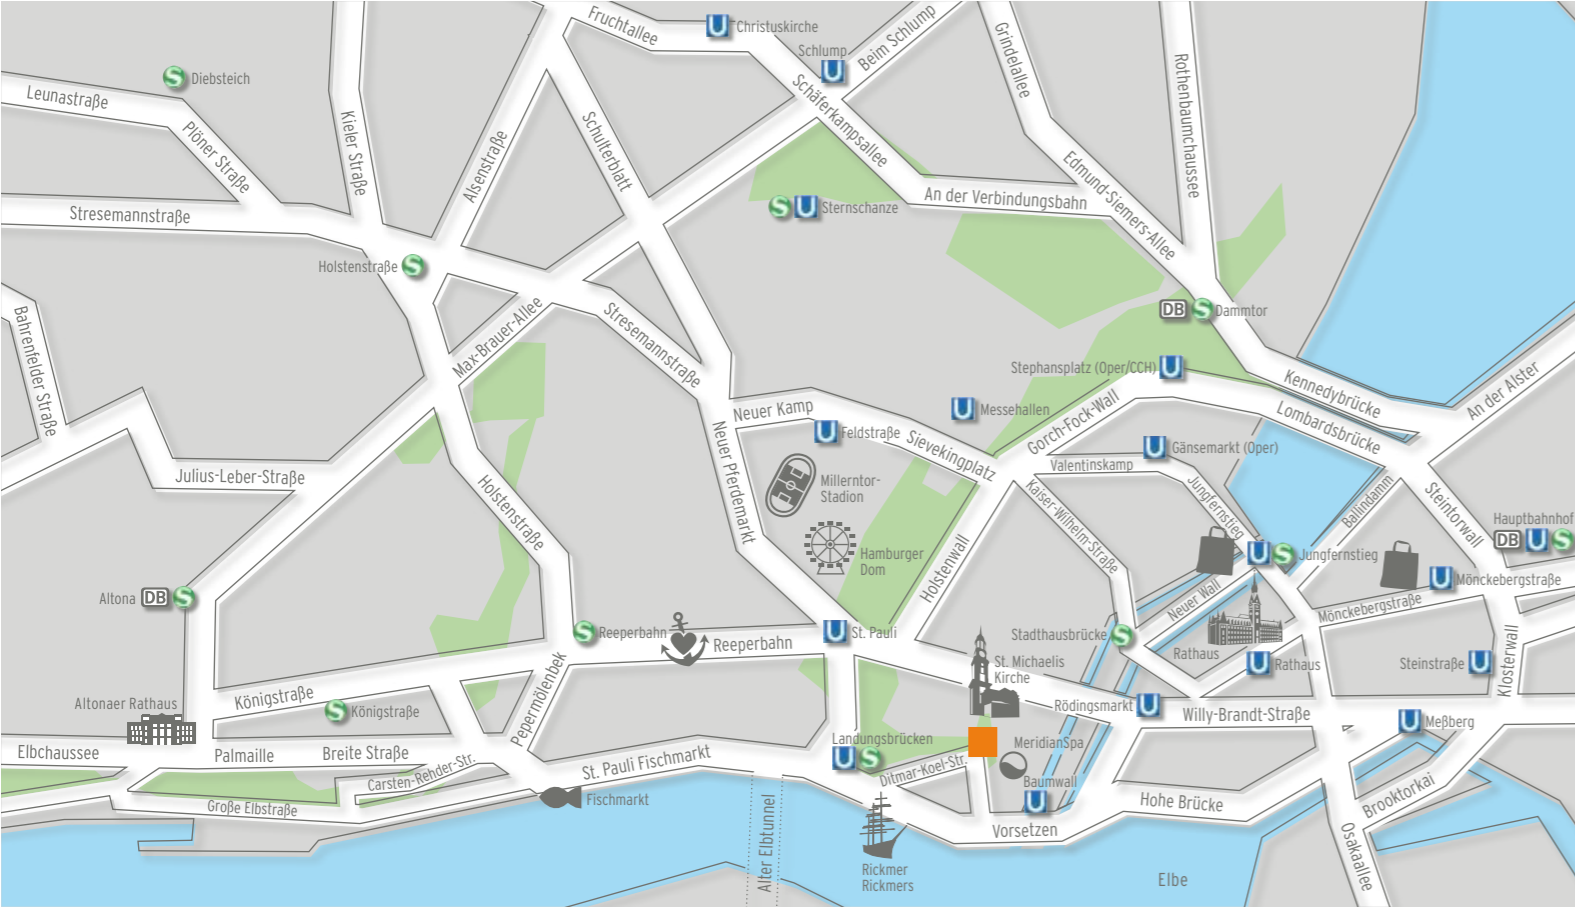 Fruchtallee
U
Christuskirche
Schlump
U
Beim Schlump
Grindelallee
Rothenbaumchaussee
S
Diebsteich
Leunastraße
Plöner Straße
Kieler Straße
Alsenstraße
Schulterblatt
Schäferkampsallee
Edmund-Siemers-Allee
Stresemannstraße
S U
Sternschanze
An der Verbindungsbahn
Holstenstraße
S
DB S
Dammtor
Bahrenfelder Straße
Max-Brauer-Allee
Stresemannstraße
Stephansplatz (Oper/CCH)
U
Kennedybrücke
An der Alster
Neuer Kamp
U
Messehallen
Gorch-Fock-Wall
Lombardsbrücke
U
Feldstraße
Sievekingplatz
U
Gänsemarkt (Oper)
Julius-Leber-Straße
Holstenstraße
Neuer Pferdemarkt
Millerntor-
Stadion
Valentinskamp
Kaiser-Wilhelm-Straße
Jungfernstieg
Ballindamm
Steintorwall
Hauptbahnhof
DB U S
Hamburger
Dom
Holstenwall
U S
Jungfernstieg
U
Mönckebergstraße
Altona
DB S
Neuer Wall
Mönckebergstraße
S
Reeperbahn
Reeperbahn
U
St. Pauli
Stadthausbrücke
S
Rathaus
U
Rathaus
Steinstraße
U
Klosterwall
St. Michaelis
Kirche
Königstraße
Pepermölenbek
Altonaer Rathaus
S
Königstraße
Rödingsmarkt
U
Willy-Brandt-Straße
U
Meßberg
Elbchaussee
Palmaille
Breite Straße
Carsten-Rehder-Str.
St. Pauli Fischmarkt
Landungsbrücken
U S
Ditmar-Koel-Str.
MeridianSpa
Baumwall
U
Große Elbstraße
Fischmarkt
Hohe Brücke
Brooktorkai
Vorsetzen
Alter Elbtunnel
Osakaallee
Rickmer
Rickmers
Elbe